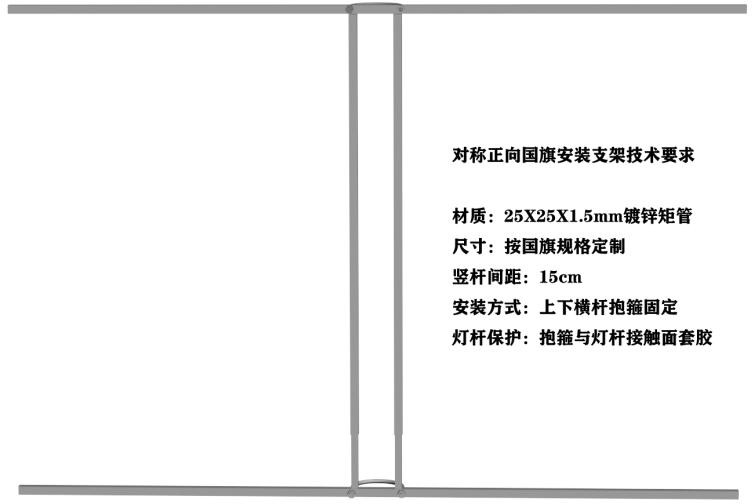 对称正向国旗安装支架技术要求
材质：25X25X1.5mm镀锌矩管
尺寸：按国旗规格定制
竖杆间距：15cm
安装方式：上下横杆抱箍固定
灯杆保护：抱箍与灯杆接触面套胶